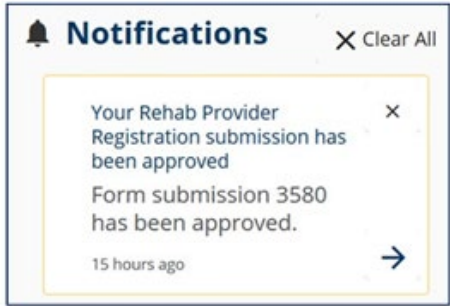 Notifications
Clear All
Your Rehab Provider
Registration submission has
been approved
Form submission 3580
has been approved.
15 hours ago